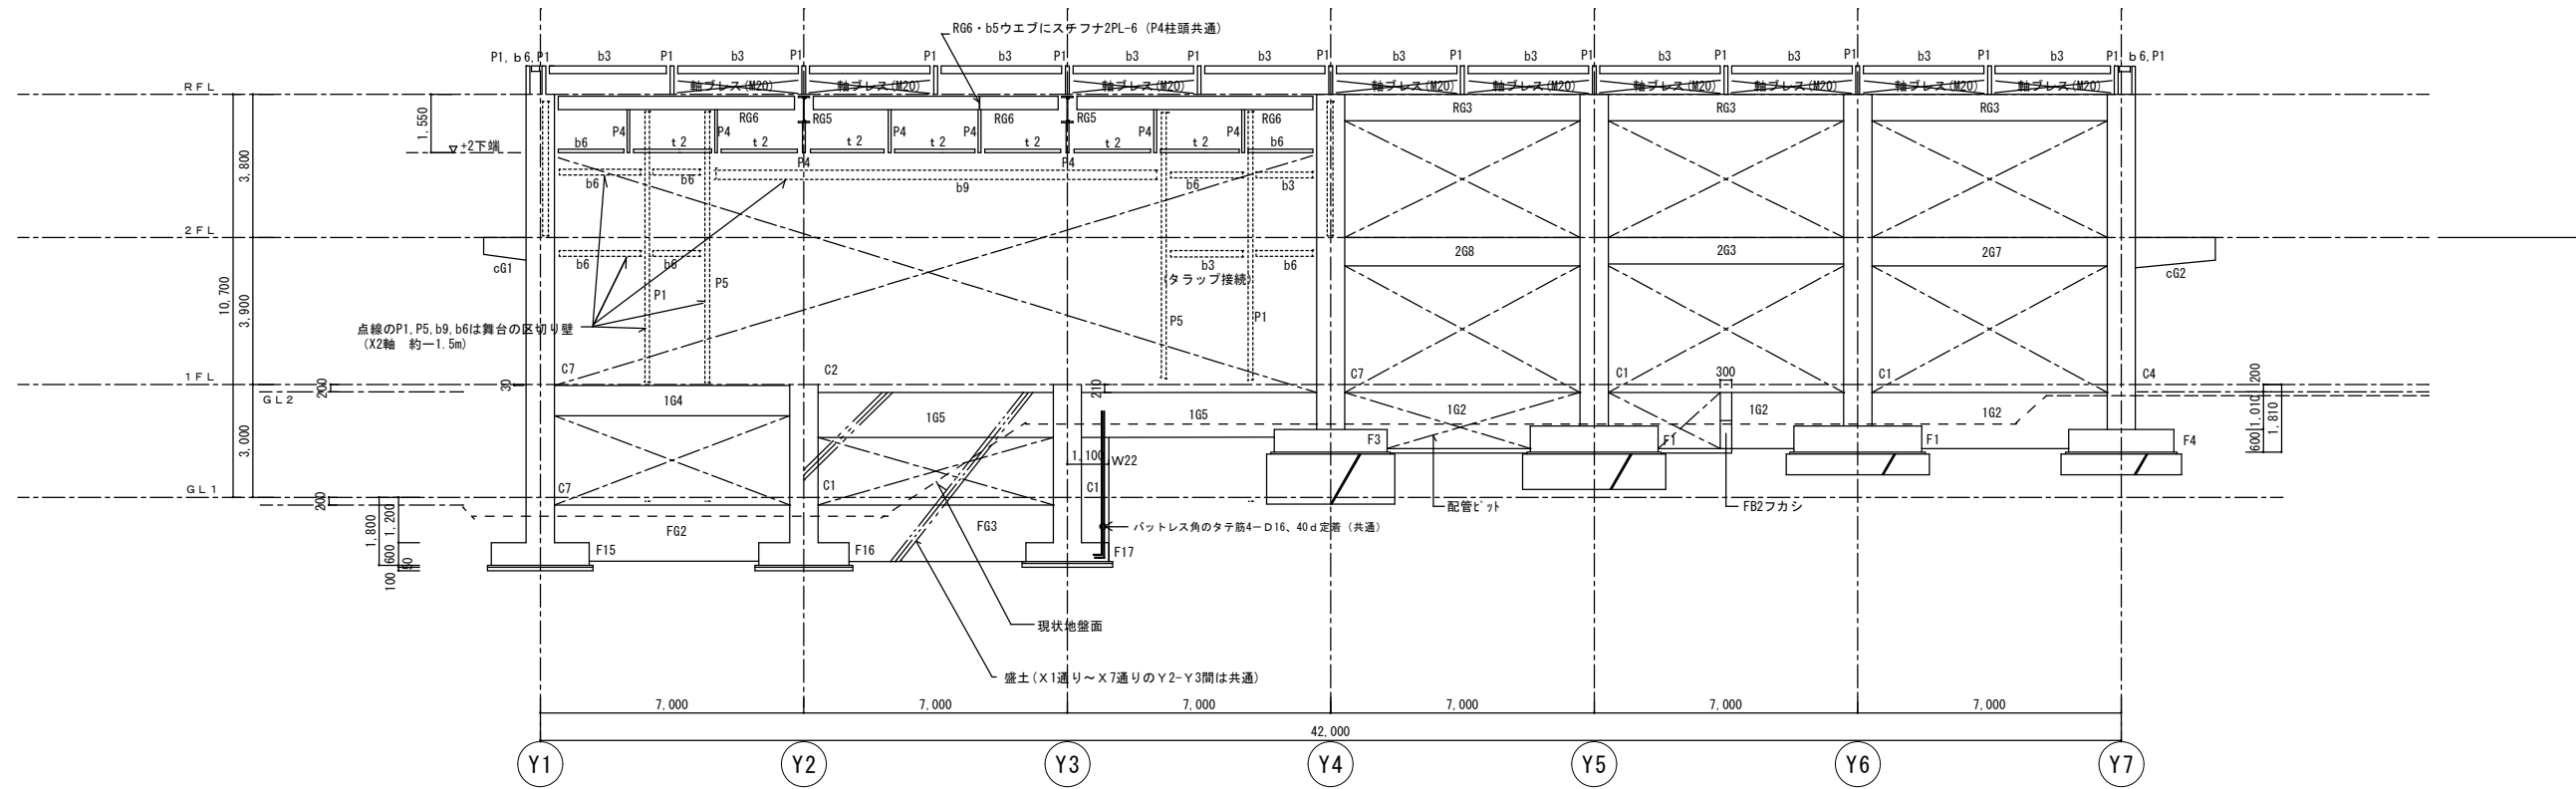 RG6・b5ウエブにスチフナ2PL-6 (P4柱頭共通)
P1, b6, P1 b3 P1 b3 P1 b3 P1 b3 P1 b3 P1 b3 P1 b3 P1 b3 P1 b3 P1 b3 P1 b3 P1 b3 P1 b6, P1
軸ブレス(M20) 軸ブレス(M20) 軸ブレス(M20) 軸ブレス(M20) 軸ブレス(M20) 軸ブレス(M20) 軸ブレス(M20) 軸ブレス(M20) 軸ブレス(M20)
RFL
RG3 RG3 RG3
RG6 RG5 RG6 RG5 RG6
P4 P4 P4 P4 P4 P4
1,550
+2下端
b6 t2 t2 t2 t2 t2 t2 t2 b6
P4 P4
3,800
b6 b6 b9 b6 b3
2FL
cG1 b6 b6 b3 b6 2G8 2G3 2G7 cG2
(タラップ接続)
P1 P5 P5 P1
10,700
3,900
点線のP1, P5, b9, b6は舞台の区切り壁
(X2軸 約ー1.5m)
C7 C2 C7 C1 C1 C4
1FL
30 210 300
200
GL2
1G4 1G5 1G5 1G2 1G2 1G2
200
1,010
600
1,810
3,000
F3 F1 F1 F4
1,100 W22
C7 C1 C1
GL1
200
配管ピット FB2フカシ
バットレス角のタテ筋4ーD16、40d定着(共通)
FG2 FG3
1,800
1,200
600
50
100
F15 F16 F17
現状地盤面
盛土(X1通り〜X7通りのY2-Y3間は共通)
7,000 7,000 7,000 7,000 7,000 7,000
42,000
Y1 Y2 Y3 Y4 Y5 Y6 Y7